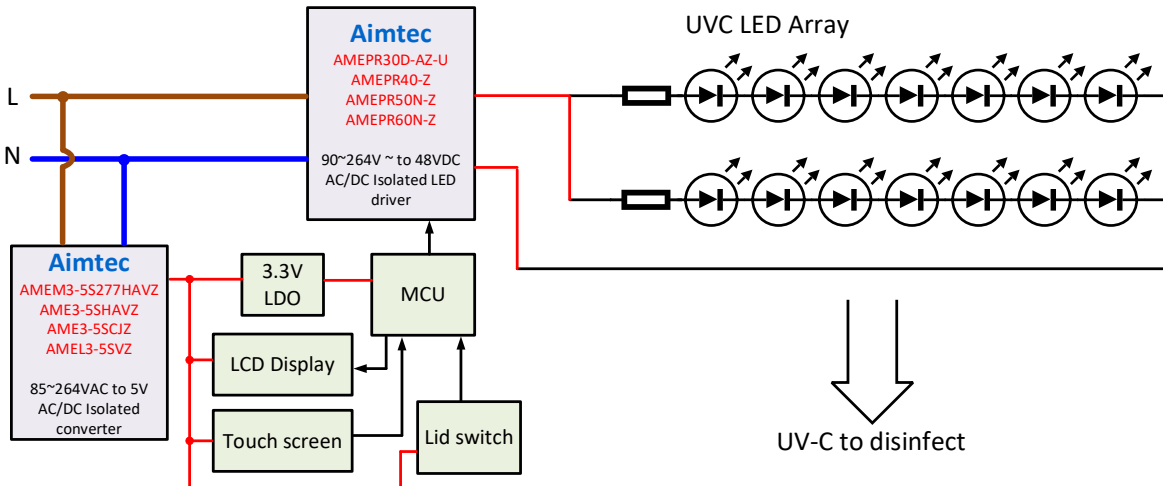 Aimtec
AMEPR30D-AZ-U
AMEPR40-Z
AMEPR50N-Z
AMEPR60N-Z
90~264V ~ to 48VDC
AC/DC Isolated LED
driver
UVC LED Array
L
N
Aimtec
AMEM3-5S277HAVZ
AME3-5SHAVZ
AME3-5SCJZ
AMEL3-5SVZ
85~264VAC to 5V
AC/DC Isolated
converter
3.3V
LDO
MCU
LCD Display
Touch screen
Lid switch
UV-C to disinfect